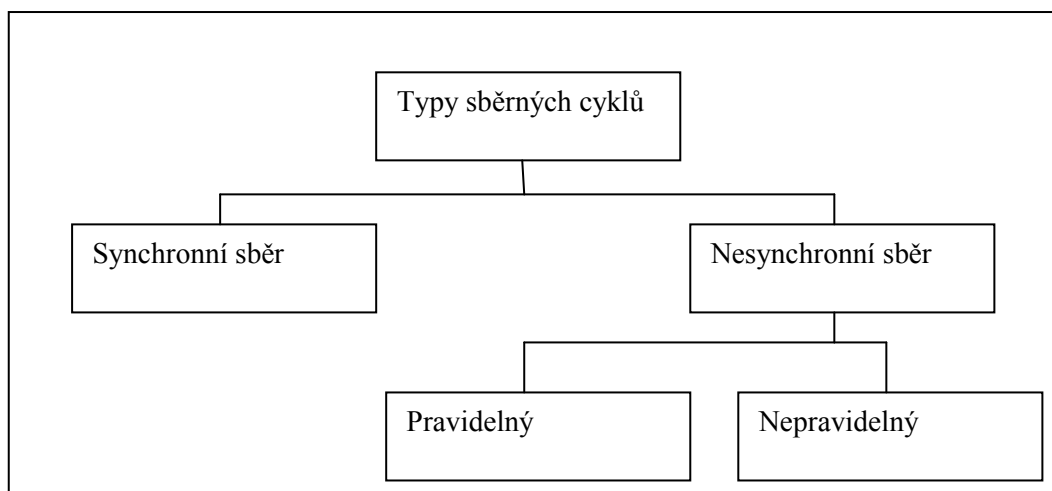 Typy sběrných cyklů
Synchronní sběr
Nesynchronní sběr
Pravidelný
Nepravidelný